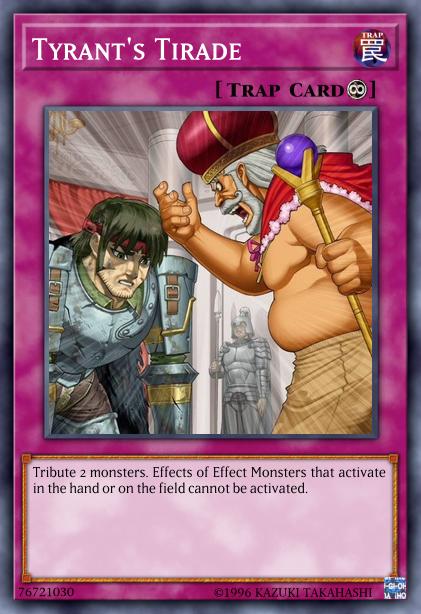 TYRANT'S TIRADE
TRAP
罠
[TRAP CARD∞]
Tribute 2 monsters. Effects of Effect Monsters that activate
in the hand or on the field cannot be activated.
76721030
©1996 KAZUKI TAKAHASHI